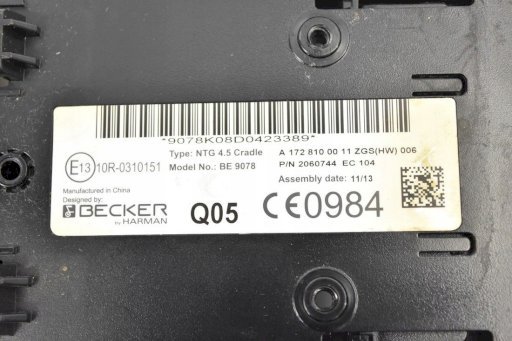 *9078K08D0423389*
Type: NTG 4.5 Cradle A 172 810 00 11 ZGS(HW) 006
E13 10R-0310151 Model No.: BE 9078 P/N 2060744 EC 104
Manufactured in China Assembly date: 11/13
Designed by:
BECKER
by HARMAN
Q05 CE0984